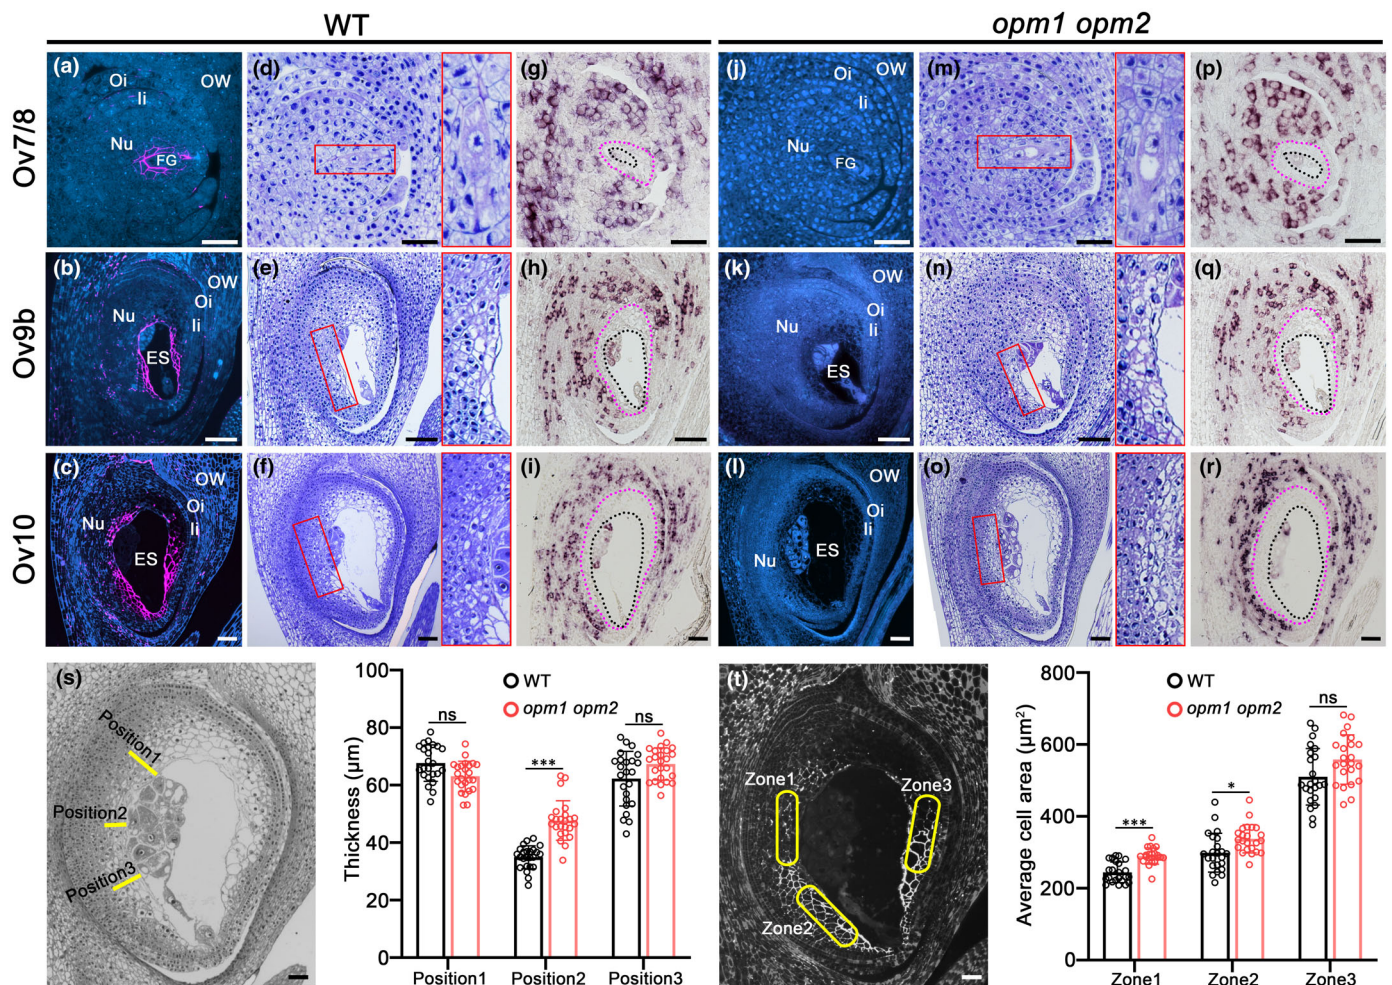 WT
opm1 opm2
Ov7/8
(a) Oi OW
Ii
Nu
FG
(d)
(g)
(j) Oi OW
Ii
Nu
FG
(m)
(p)
Ov9b
(b) OW
Oi
Nu Ii
ES
(e)
(h)
(k) OW
Oi
Nu Ii
ES
(n)
(q)
Ov10
(c) OW
Nu Oi
Ii
ES
(f)
(i)
(l) OW
Oi
Ii
Nu ES
(o)
(r)
(s)
Position1
Position2
Position3
Thickness (µm)
100
80
60
40
20
0
WT
opm1 opm2
ns
***
ns
Position1 Position2 Position3
(t)
Zone1
Zone3
Zone2
Average cell area (µm²)
800
600
400
200
0
WT
opm1 opm2
***
*
ns
Zone1 Zone2 Zone3